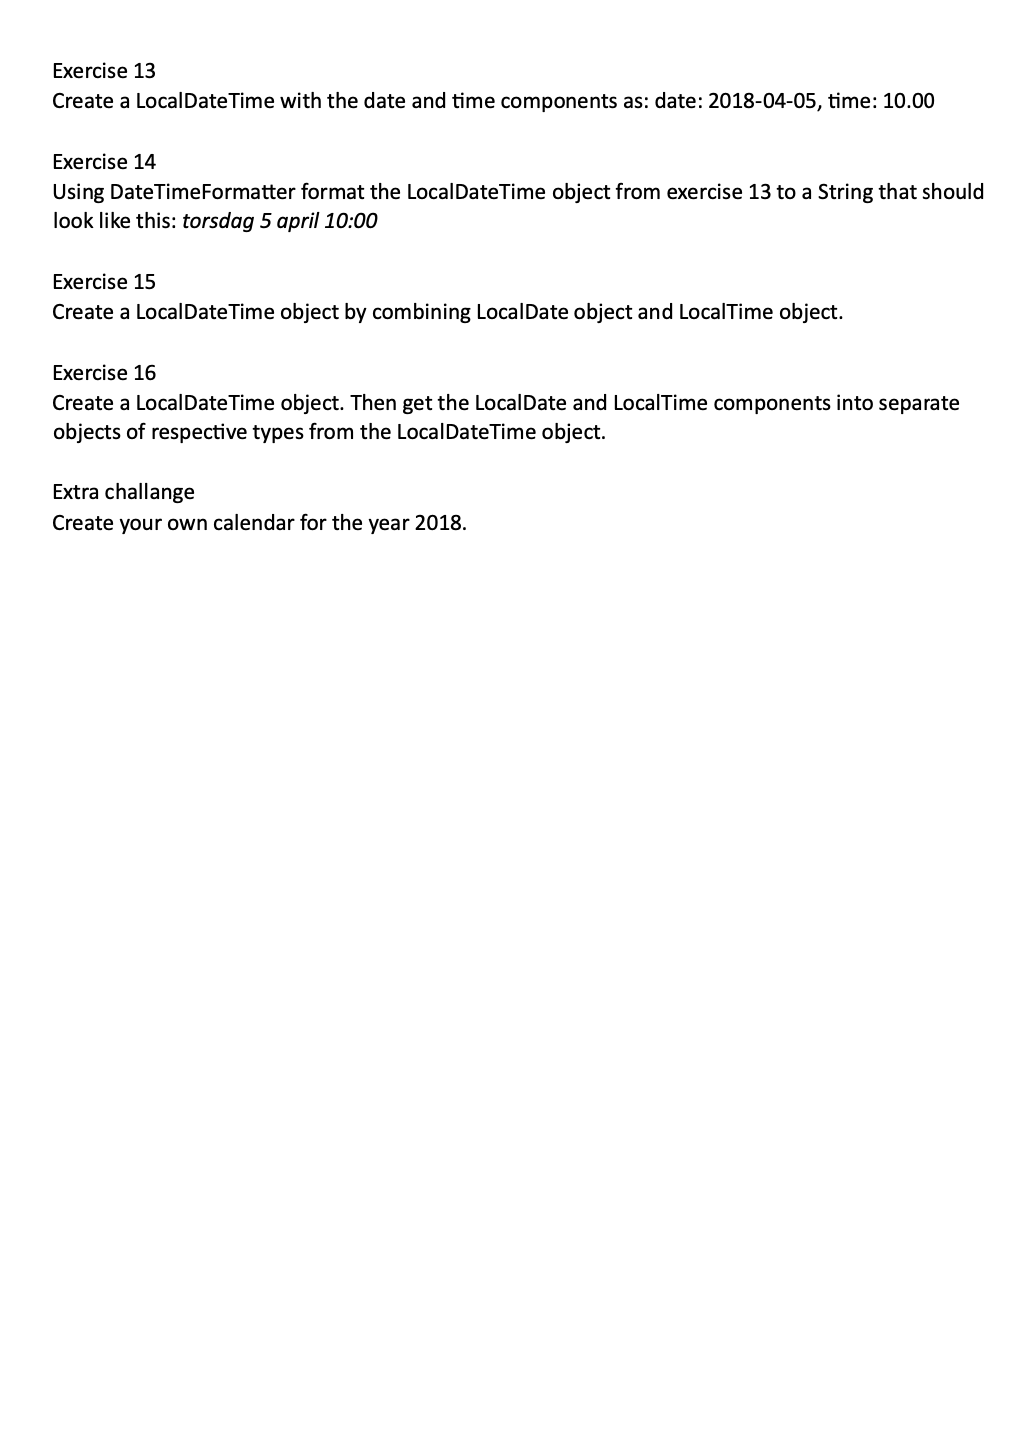 Exercise 13
Create a LocalDateTime with the date and time components as: date: 2018-04-05, time: 10.00
Exercise 14
Using DateTimeFormatter format the LocalDateTime object from exercise 13 to a String that should
look like this: torsdag 5 april 10:00
Exercise 15
Create a LocalDateTime object by combining LocalDate object and LocalTime object.
Exercise 16
Create a LocalDateTime object. Then get the LocalDate and LocalTime components into separate
objects of respective types from the LocalDateTime object.
Extra challange
Create your own calendar for the year 2018.